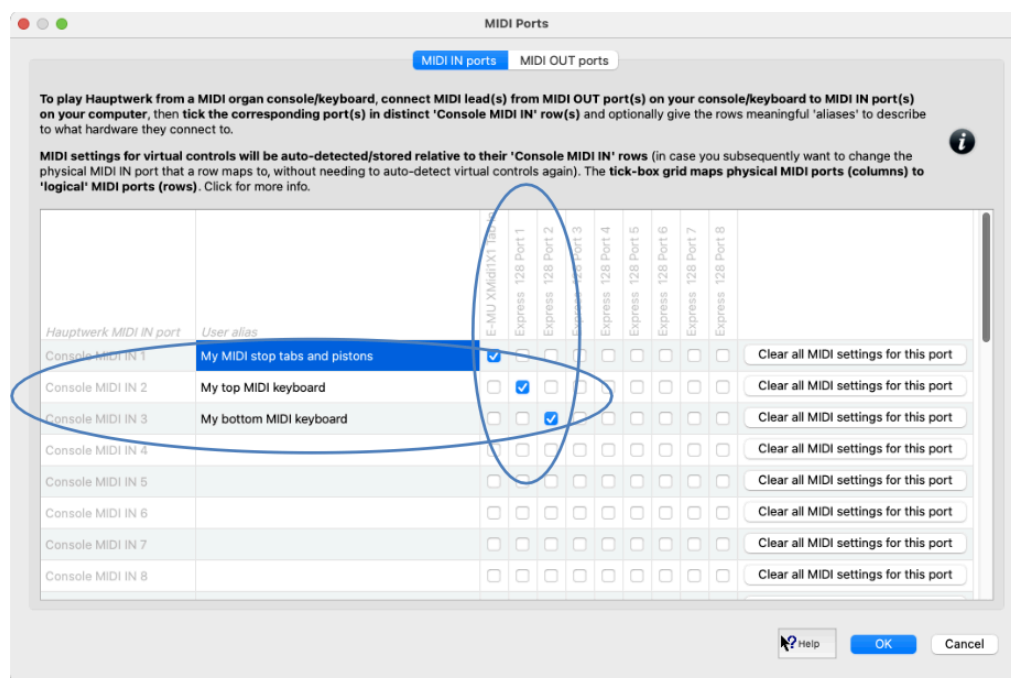 MIDI Ports
MIDI IN ports MIDI OUT ports
To play Hauptwerk from a MIDI organ console/keyboard, connect MIDI lead(s) from MIDI OUT port(s) on your console/keyboard to MIDI IN port(s)
on your computer, then tick the corresponding port(s) in distinct 'Console MIDI IN' row(s) and optionally give the rows meaningful 'aliases' to describe
to what hardware they connect to.
MIDI settings for virtual controls will be auto-detected/stored relative to their 'Console MIDI IN' rows (in case you subsequently want to change the
physical MIDI IN port that a row maps to, without needing to auto-detect virtual controls again). The tick-box grid maps physical MIDI ports (columns) to
'logical' MIDI ports (rows). Click for more info.
Hauptwerk MIDI IN port
User alias
E-MU XMidi1X1 Tab
Express 128 Port 1
Express 128 Port 2
Express 128 Port 3
Express 128 Port 4
Express 128 Port 5
Express 128 Port 6
Express 128 Port 7
Express 128 Port 8
Console MIDI IN 1 My MIDI stop tabs and pistons Clear all MIDI settings for this port
Console MIDI IN 2 My top MIDI keyboard Clear all MIDI settings for this port
Console MIDI IN 3 My bottom MIDI keyboard Clear all MIDI settings for this port
Console MIDI IN 4 Clear all MIDI settings for this port
Console MIDI IN 5 Clear all MIDI settings for this port
Console MIDI IN 6 Clear all MIDI settings for this port
Console MIDI IN 7 Clear all MIDI settings for this port
Console MIDI IN 8 Clear all MIDI settings for this port
Help OK Cancel